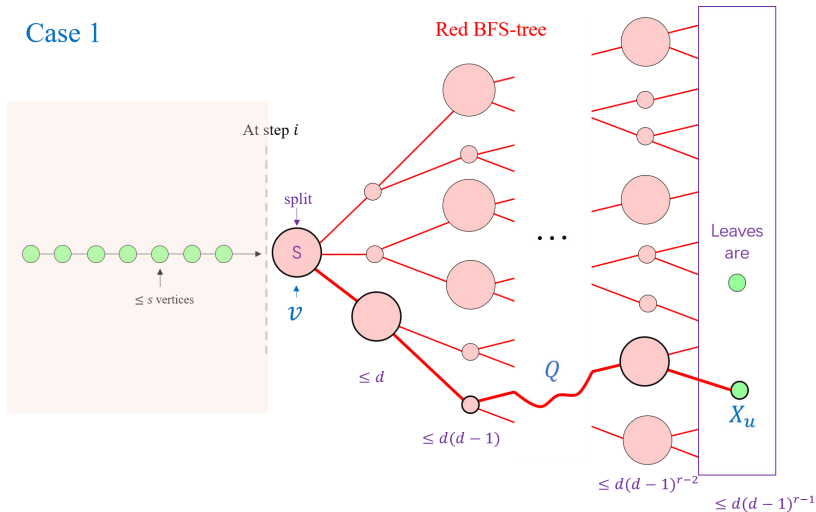 Case 1
Red BFS-tree
At step i
split
S
v
≤ s vertices
...
Leaves
are
Q
≤ d
X_u
≤ d(d − 1)
≤ d(d − 1)^{r−2}
≤ d(d − 1)^{r−1}